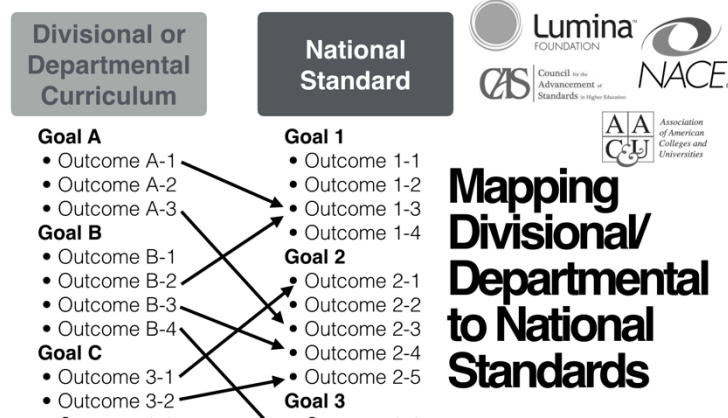 Divisional or
Departmental
Curriculum
Goal A
• Outcome A-1
• Outcome A-2
• Outcome A-3
Goal B
• Outcome B-1
• Outcome B-2
• Outcome B-3
• Outcome B-4
Goal C
• Outcome 3-1
• Outcome 3-2
National
Standard
Goal 1
• Outcome 1-1
• Outcome 1-2
• Outcome 1-3
• Outcome 1-4
Goal 2
• Outcome 2-1
• Outcome 2-2
• Outcome 2-3
• Outcome 2-4
• Outcome 2-5
Goal 3
Lumina
FOUNDATION
NACE
CAS
Council for the
Advancement of
Standards in Higher Education
AAC&U
Association
of American
Colleges and
Universities
Mapping
Divisional/
Departmental
to National
Standards